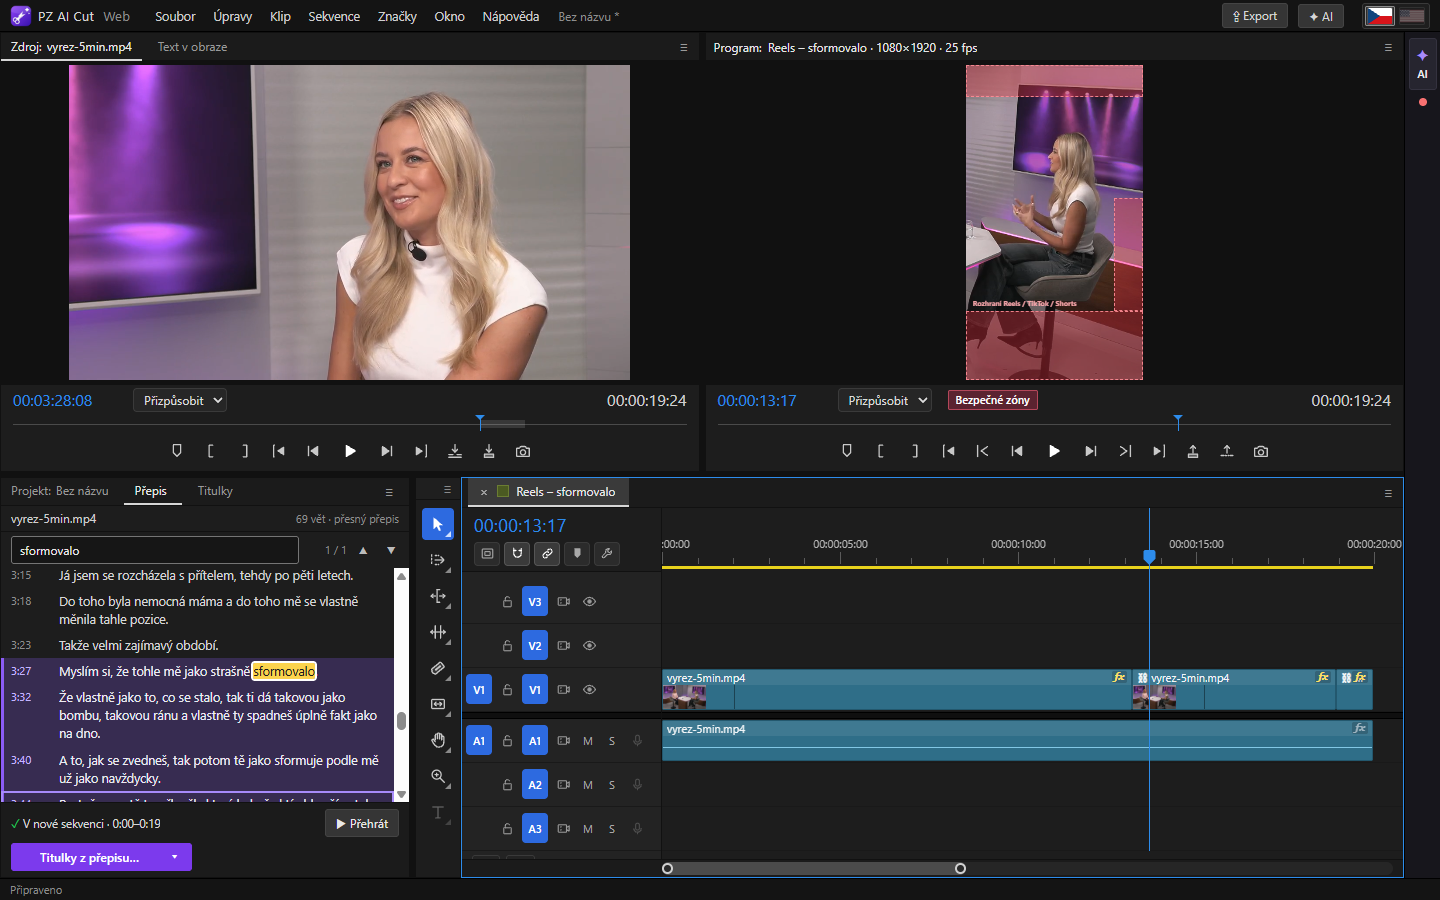 PZ AI Cut Web Soubor Úpravy Klip Sekvence Značky Okno Nápověda Bez názvu * Export AI
Zdroj: vyrez-5min.mp4 Text v obraze
Program: Reels – sformovalo · 1080×1920 · 25 fps
AI
Rozhraní Reels / TikTok / Shorts
00:03:28:08 Přizpůsobit 00:00:19:24
00:00:13:17 Přizpůsobit Bezpečné zóny 00:00:19:24
Projekt: Bez názvu Přepis Titulky
vyrez-5min.mp4 69 vět · přesný přepis
sformovalo 1 / 1
3:15 Já jsem se rozcházela s přítelem, tehdy po pěti letech.
3:18 Do toho byla nemocná máma a do toho mě se vlastně
měnila tahle pozice.
3:23 Takže velmi zajímavý období.
3:27 Myslím si, že tohle mě jako strašně sformovalo
3:32 Že vlastně jako to, co se stalo, tak ti dá takovou jako
bombu, takovou ránu a vlastně ty spadneš úplně fakt jako
na dno.
3:40 A to, jak se zvedneš, tak potom tě jako sformuje podle mě
už jako navždycky.
✓ V nové sekvenci · 0:00–0:19 Přehrát
Titulky z přepisu...
Připraveno
T
× Reels – sformovalo
00:00:13:17
:00:00 00:00:05:00 00:00:10:00 00:00:15:00 00:00:20:00
V3
V2
V1 V1
vyrez-5min.mp4 fx vyrez-5min.mp4 fx fx
A1 A1 M S
vyrez-5min.mp4 fx
A2 M S
A3 M S